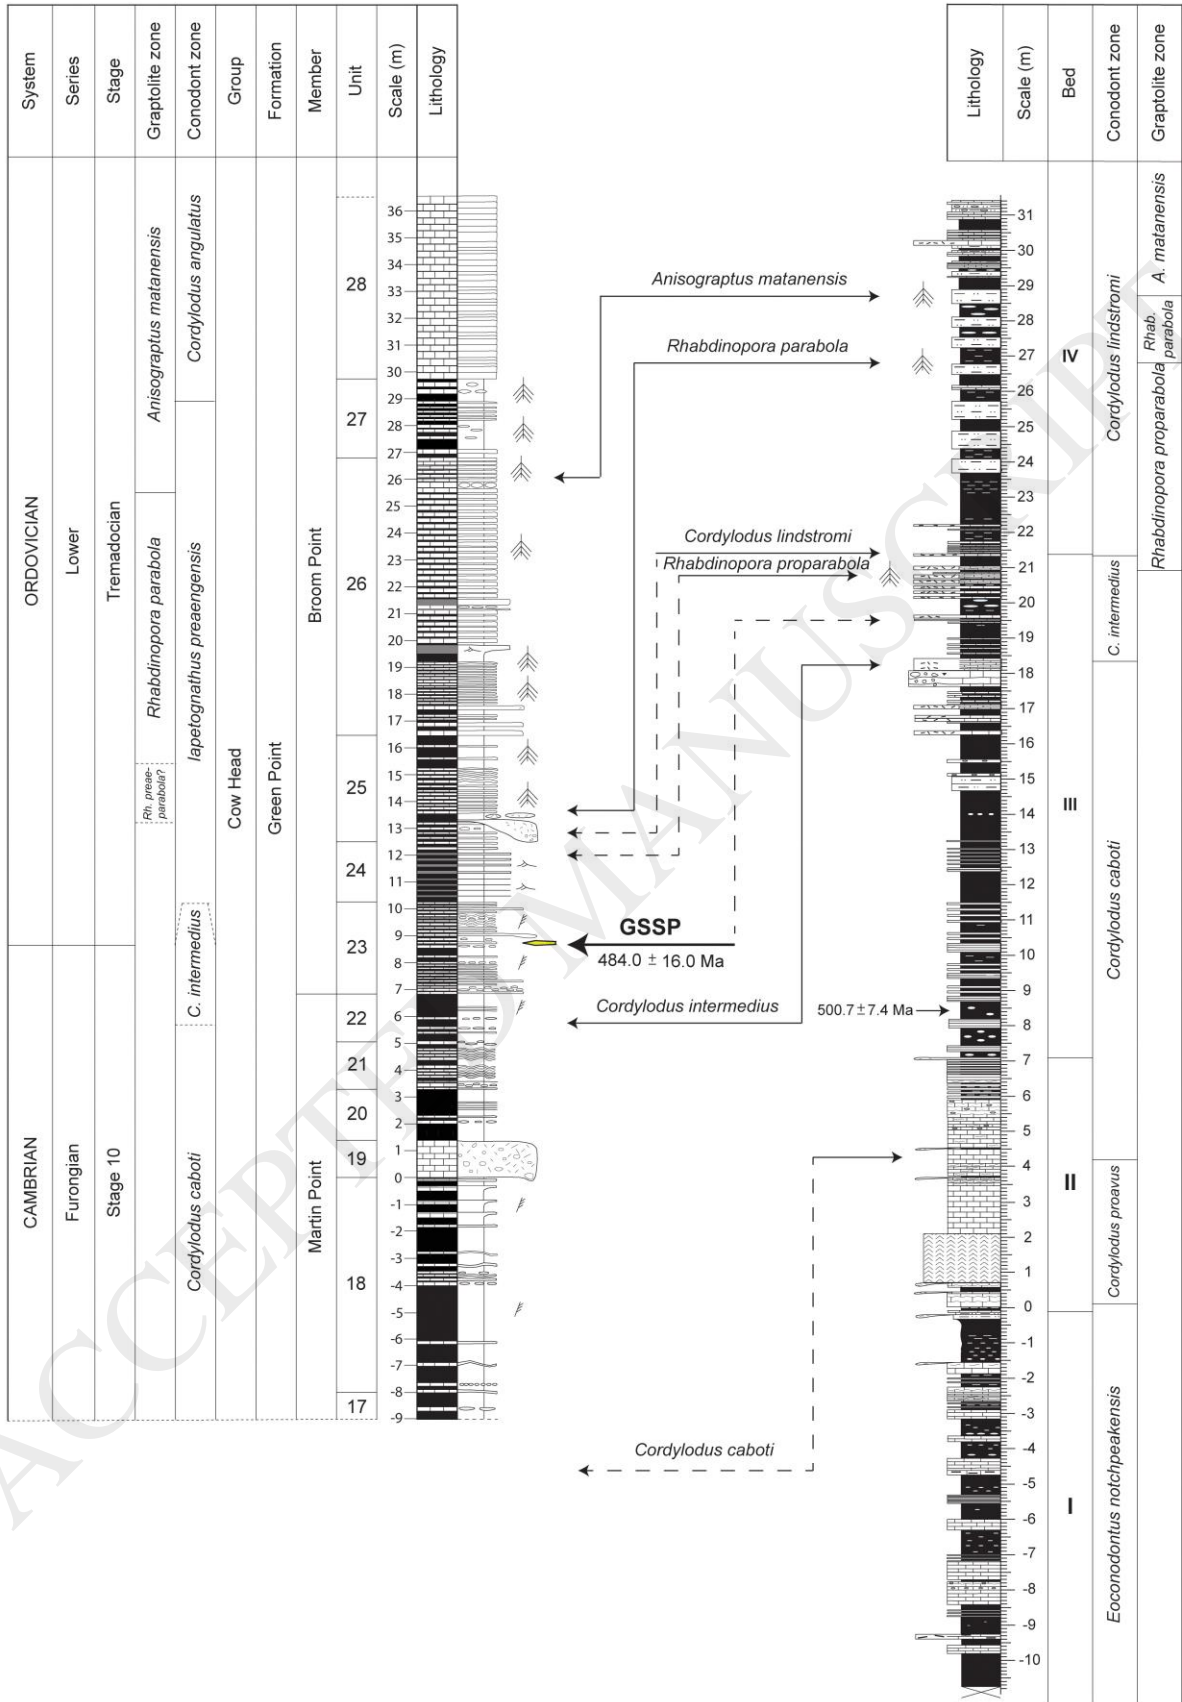 System
Series
Stage
Graptolite zone
Conodont zone
Group
Formation
Member
Unit
Scale (m)
Lithology
ORDOVICIAN
CAMBRIAN
Lower
Furongian
Tremadocian
Stage 10
Anisograptus matanensis
Rhabdinopora parabola
Rh. preae-
parabola?
Cordylodus angulatus
Iapetognathus preaengensis
C. intermedius
Cordylodus caboti
Cow Head
Green Point
Broom Point
Martin Point
28
27
26
25
24
23
22
21
20
19
18
17
36
35
34
33
32
31
30
29
28
27
26
25
24
23
22
21
20
19
18
17
16
15
14
13
12
11
10
9
8
7
6
5
4
3
2
1
0
-1
-2
-3
-4
-5
-6
-7
-8
-9
Anisograptus matanensis
Rhabdinopora parabola
Cordylodus lindstromi
Rhabdinopora proparabola
GSSP
484.0 ± 16.0 Ma
Cordylodus intermedius
500.7 ± 7.4 Ma
Cordylodus caboti
Lithology
Scale (m)
Bed
Conodont zone
Graptolite zone
31
30
29
28
27
26
25
24
23
22
21
20
19
18
17
16
15
14
13
12
11
10
9
8
7
6
5
4
3
2
1
0
-1
-2
-3
-4
-5
-6
-7
-8
-9
-10
IV
III
II
I
Cordylodus lindstromi
C. intermedius
Cordylodus caboti
Cordylodus proavus
Eoconodontus notchpeakensis
A. matanensis
Rhab.
parabola
Rhabdinopora proparabola
ACCEPTED MANUSCRIPT